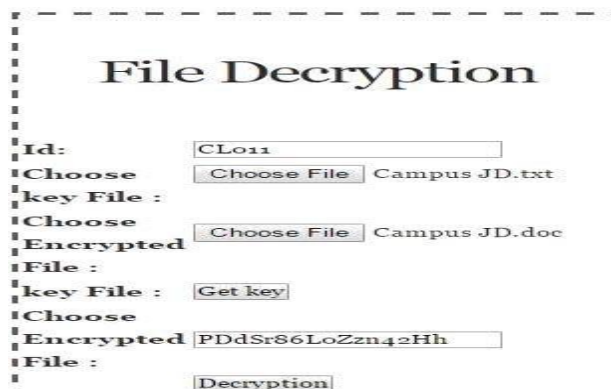 File Decryption
Id: CL011
Choose Choose File Campus JD.txt
key File :
Choose
Encrypted Choose File Campus JD.doc
File :
key File : Get key
Choose
Encrypted PDdSr86LoZzn42Hh
File :
Decryption